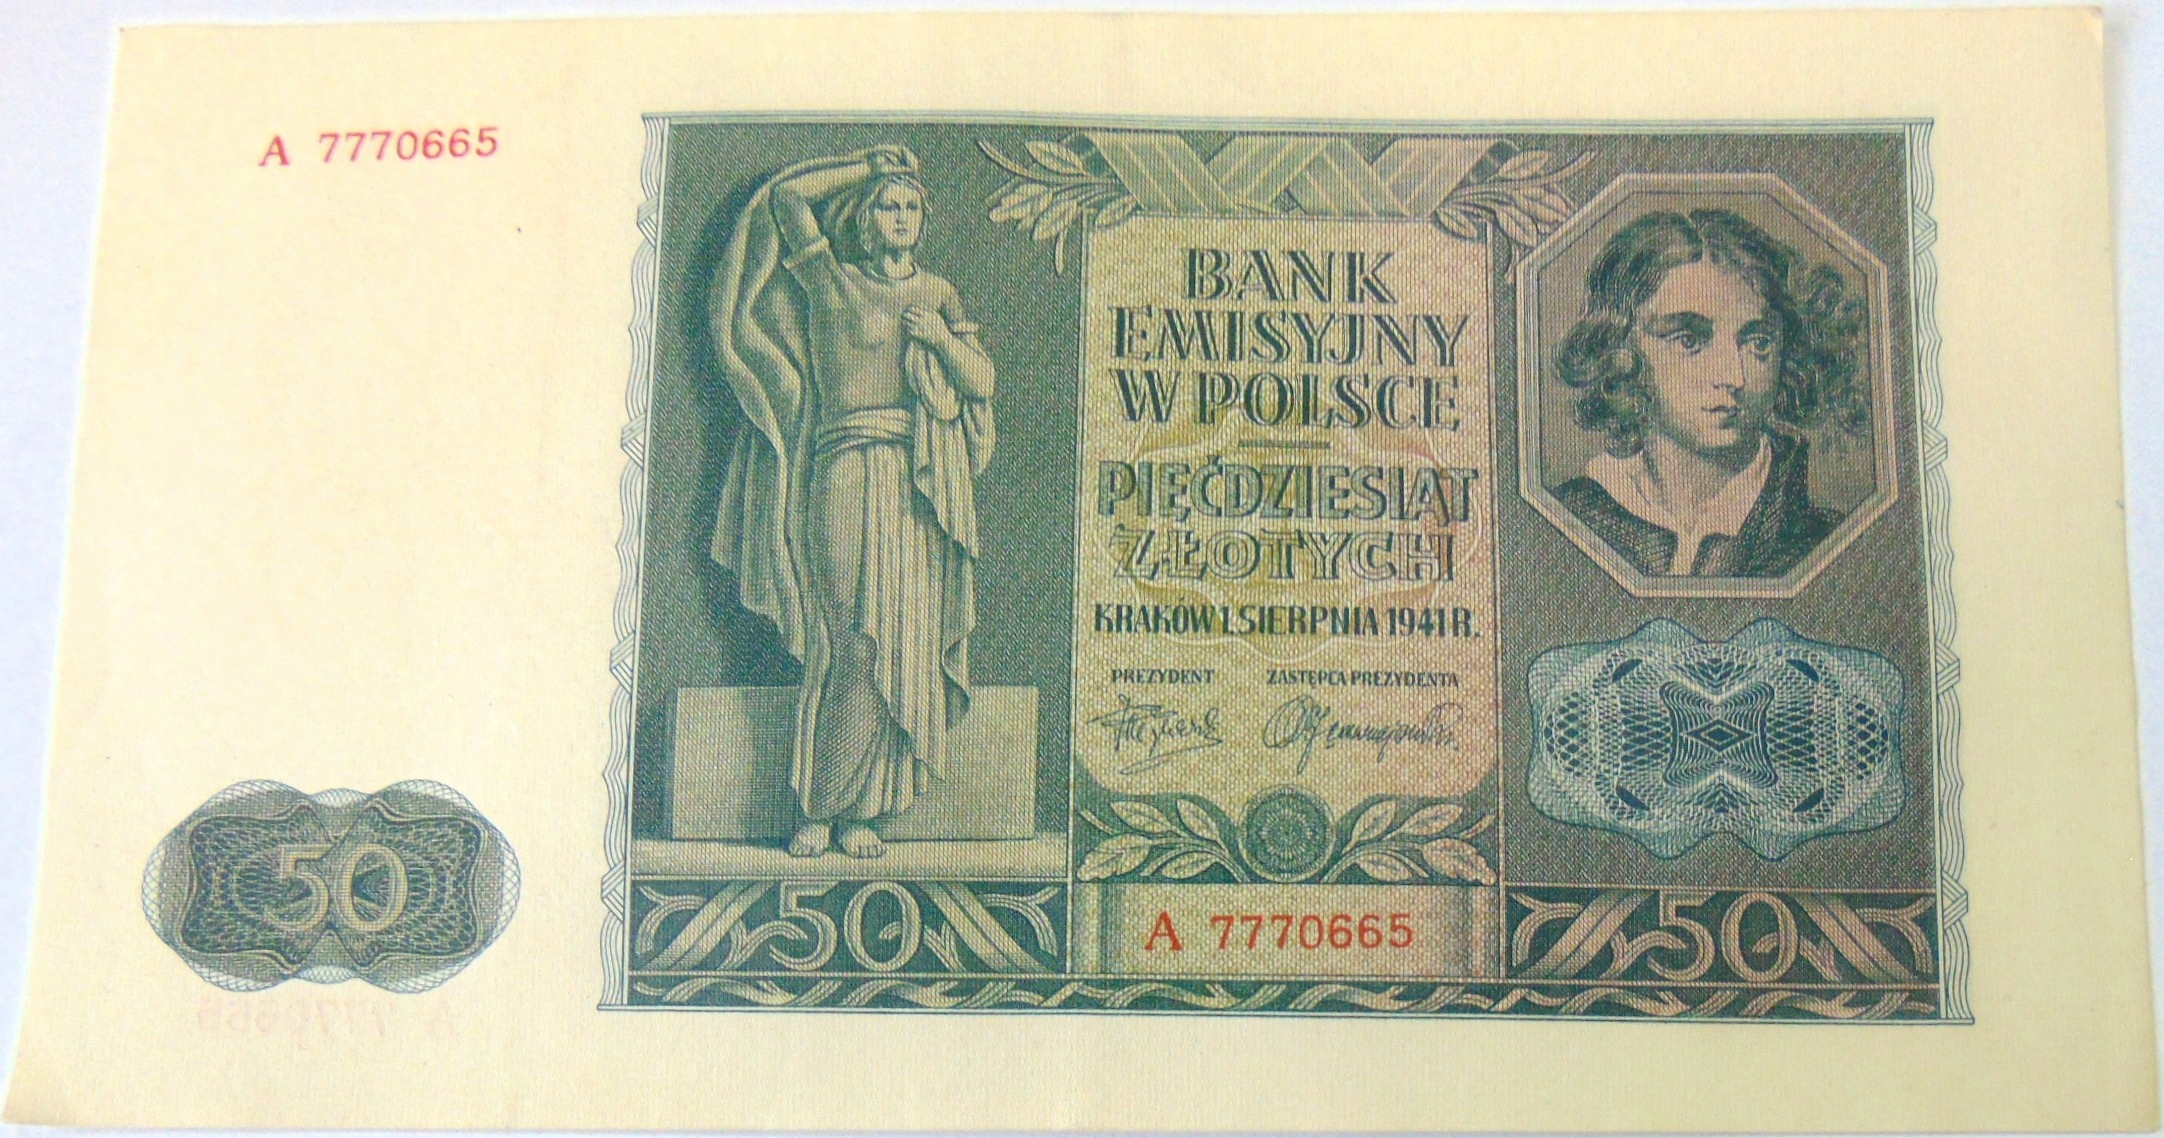 A 7770665
BANK
EMISYJNY
W POLSCE
PIĘĆDZIESIĄT
ZŁOTYCH
KRAKÓW 1. SIERPNIA 1941 R.
PREZYDENT ZASTĘPCA PREZYDENTA
50
50 A 7770665 50